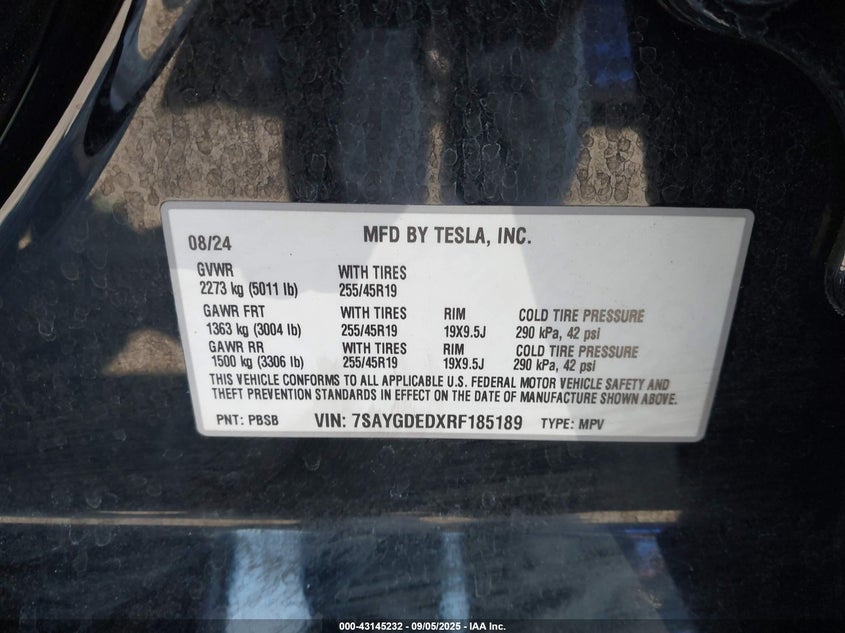 08/24 MFD BY TESLA, INC.
GVWR WITH TIRES
2273 kg (5011 lb) 255/45R19
GAWR FRT WITH TIRES RIM COLD TIRE PRESSURE
1363 kg (3004 lb) 255/45R19 19X9.5J 290 kPa, 42 psi
GAWR RR WITH TIRES RIM COLD TIRE PRESSURE
1500 kg (3306 lb) 255/45R19 19X9.5J 290 kPa, 42 psi
THIS VEHICLE CONFORMS TO ALL APPLICABLE U.S. FEDERAL MOTOR VEHICLE SAFETY AND
THEFT PREVENTION STANDARDS IN EFFECT ON THE DATE OF MANUFACTURE SHOWN ABOVE.
PNT: PBSB VIN: 7SAYGDEDXRF185189 TYPE: MPV
000-43145232 - 09/05/2025 - IAA Inc.